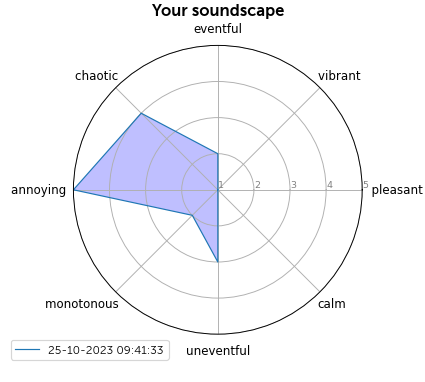 Your soundscape
eventful
chaotic
vibrant
annoying
1
2
3
4
5
pleasant
monotonous
calm
25-10-2023 09:41:33
uneventful